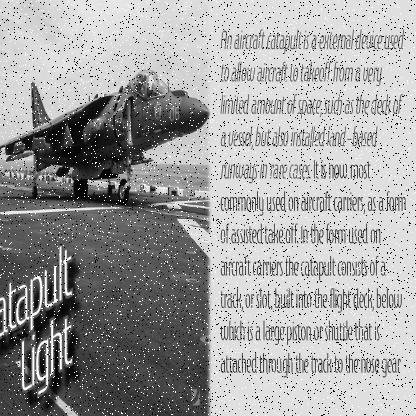 An aircraft catapult is a external device used
to allow aircraft to takeoff from a very
limited amount of space, such as the deck of
a vessel, but also installed land-based
runways in rare cases. It is now most
commonly used on aircraft carriers, as a form
of assisted take off. In the form used on
aircraft carriers the catapult consists of a
track, or slot, built into the flight deck, below
which is a large piston or shuttle that is
attached through the track to the nose gear
atapult
Light